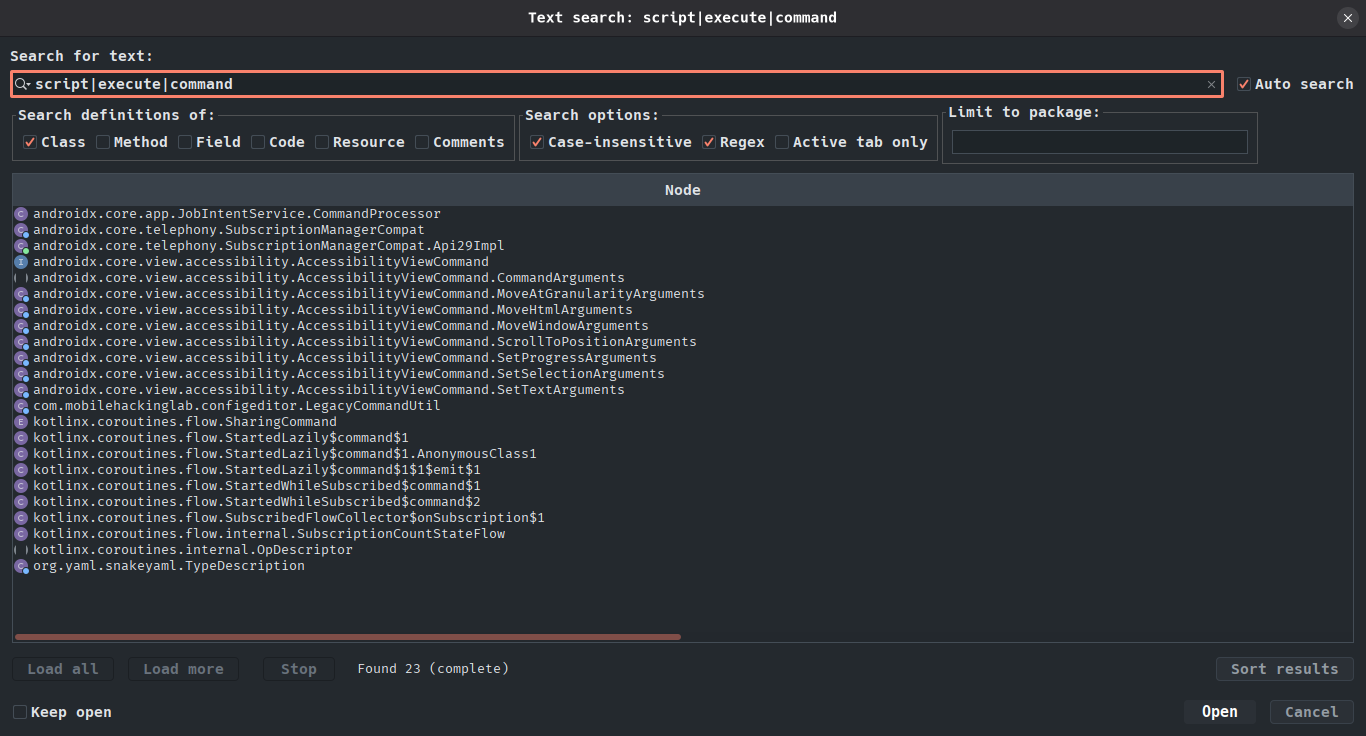 Text search: script|execute|command
Search for text:
script|execute|command
Auto search
Search definitions of:
Class Method Field Code Resource Comments
Search options:
Case-insensitive Regex Active tab only
Limit to package:
Node
androidx.core.app.JobIntentService.CommandProcessor
androidx.core.telephony.SubscriptionManagerCompat
androidx.core.telephony.SubscriptionManagerCompat.Api29Impl
androidx.core.view.accessibility.AccessibilityViewCommand
androidx.core.view.accessibility.AccessibilityViewCommand.CommandArguments
androidx.core.view.accessibility.AccessibilityViewCommand.MoveAtGranularityArguments
androidx.core.view.accessibility.AccessibilityViewCommand.MoveHtmlArguments
androidx.core.view.accessibility.AccessibilityViewCommand.MoveWindowArguments
androidx.core.view.accessibility.AccessibilityViewCommand.ScrollToPositionArguments
androidx.core.view.accessibility.AccessibilityViewCommand.SetProgressArguments
androidx.core.view.accessibility.AccessibilityViewCommand.SetSelectionArguments
androidx.core.view.accessibility.AccessibilityViewCommand.SetTextArguments
com.mobilehackinglab.configeditor.LegacyCommandUtil
kotlinx.coroutines.flow.SharingCommand
kotlinx.coroutines.flow.StartedLazily$command$1
kotlinx.coroutines.flow.StartedLazily$command$1.AnonymousClass1
kotlinx.coroutines.flow.StartedLazily$command$1$1$emit$1
kotlinx.coroutines.flow.StartedWhileSubscribed$command$1
kotlinx.coroutines.flow.StartedWhileSubscribed$command$2
kotlinx.coroutines.flow.SubscribedFlowCollector$onSubscription$1
kotlinx.coroutines.flow.internal.SubscriptionCountStateFlow
kotlinx.coroutines.internal.OpDescriptor
org.yaml.snakeyaml.TypeDescription
Load all Load more Stop Found 23 (complete) Sort results
Keep open Open Cancel